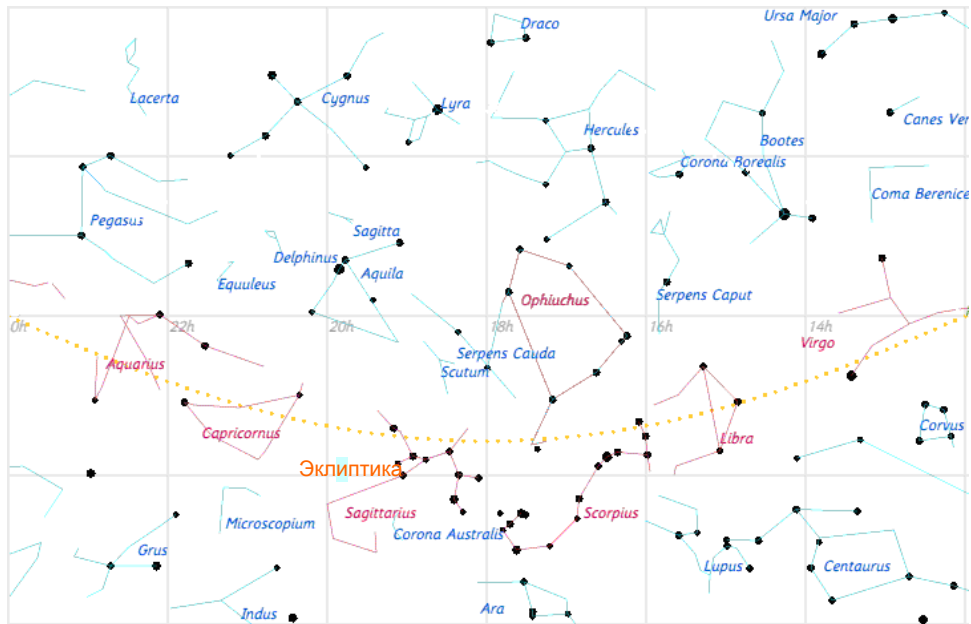 Draco
Ursa Major
Lacerta
Cygnus
Lyra
Hercules
Bootes
Canes Ver
Corona Borealis
Coma Berenice
Pegasus
Sagitta
Delphinus
Aquila
Equuleus
Ophiuchus
Serpens Caput
0h
22h
20h
18h
16h
14h
Virgo
Aquarius
Serpens Cauda
Scutum
Capricornus
Libra
Corvus
Эклиптика
Sagittarius
Scorpius
Microscopium
Corona Australis
Grus
Lupus
Centaurus
Indus
Ara